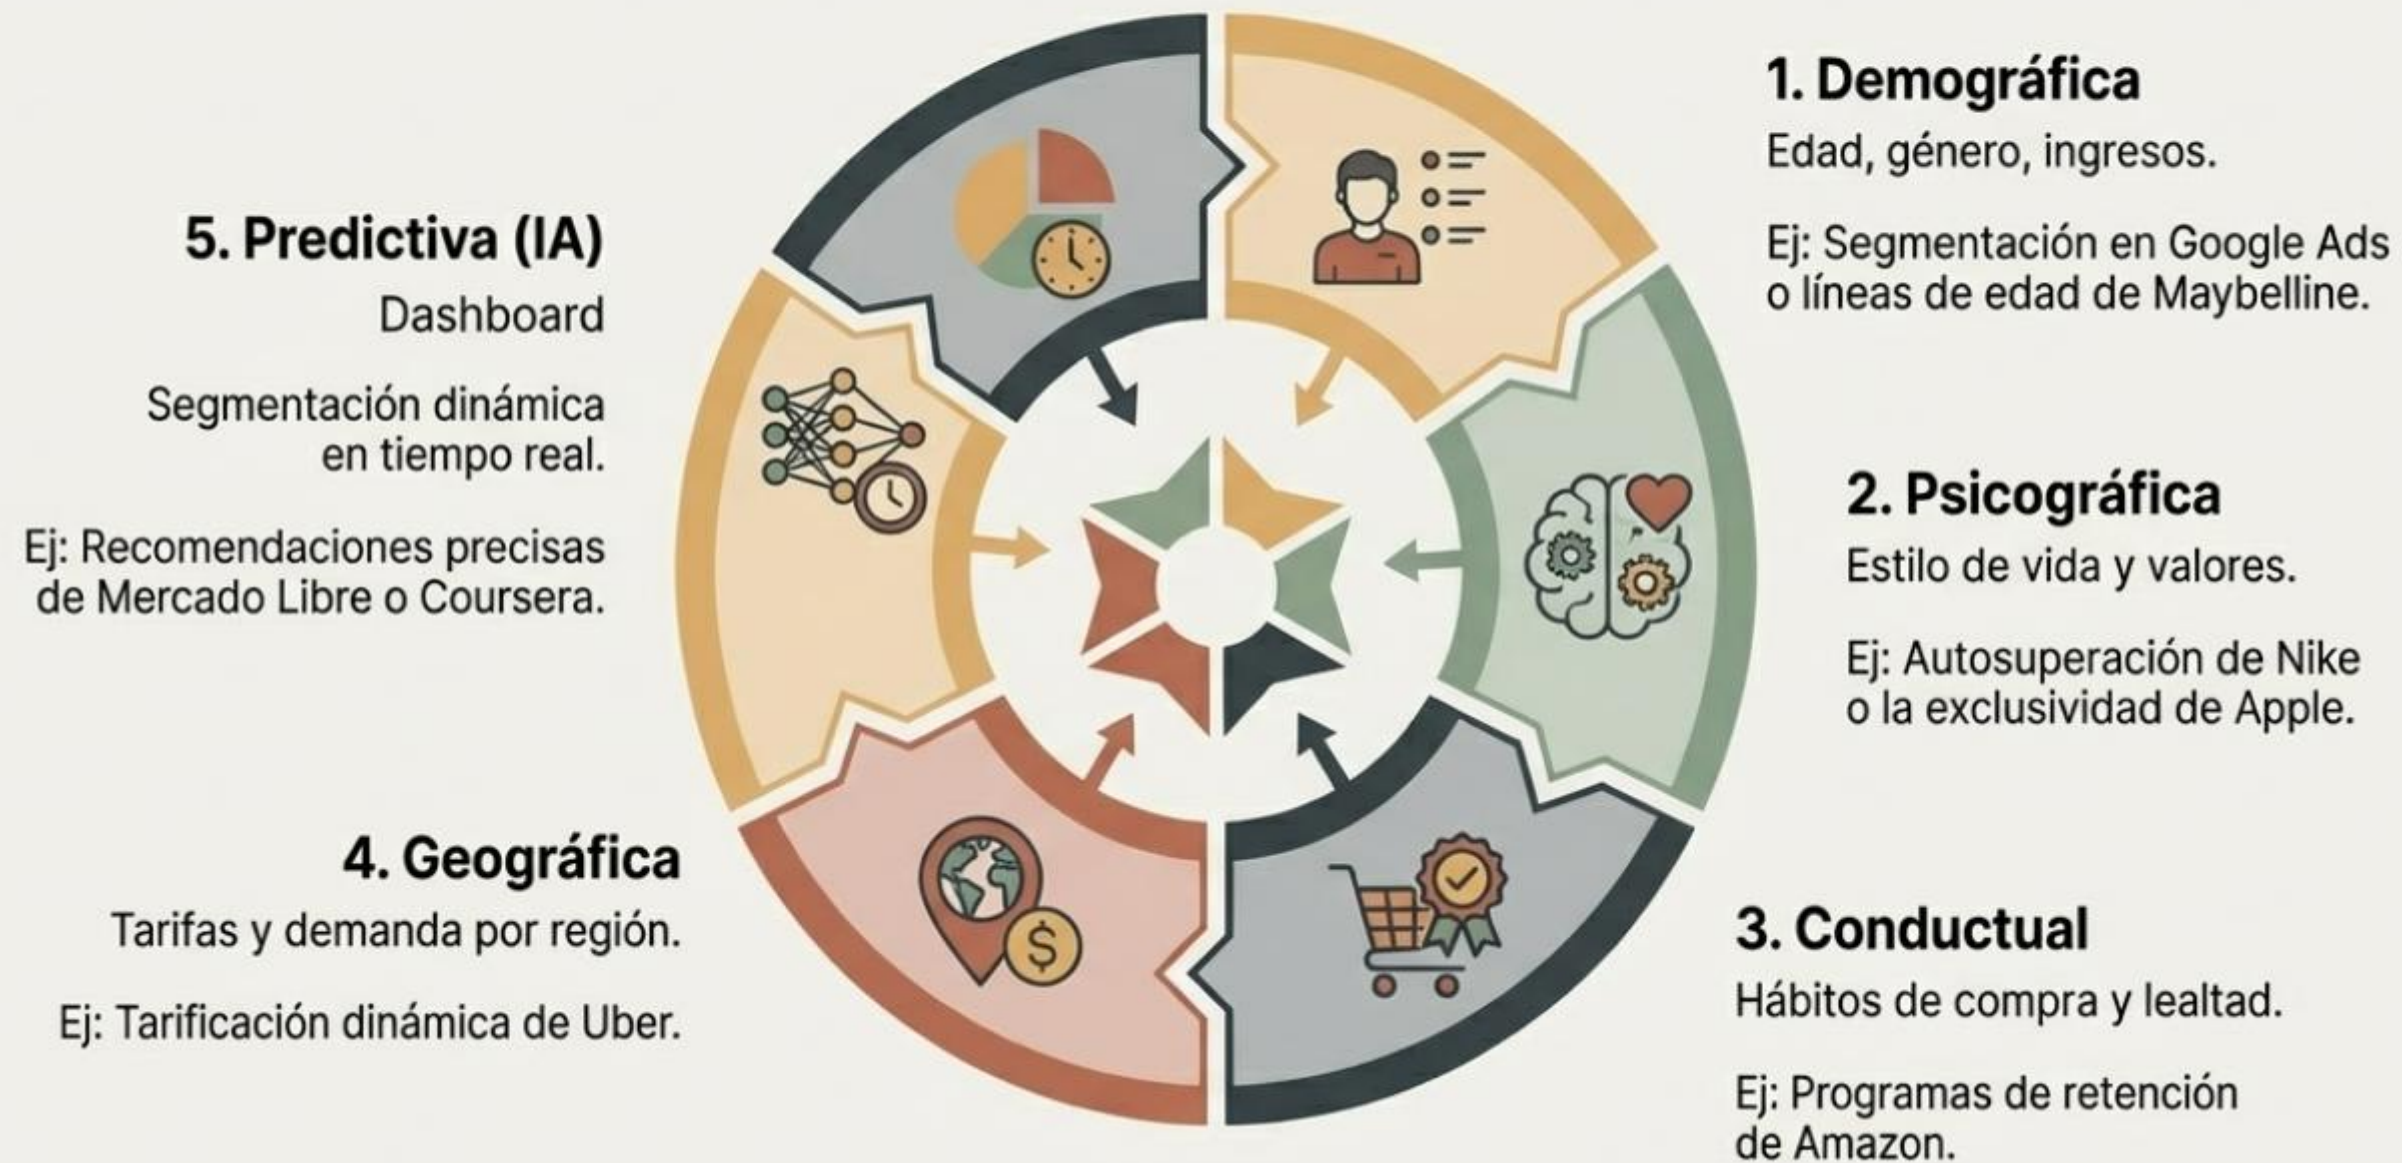 1. Demográfica
Edad, género, ingresos.
Ej: Segmentación en Google Ads
o líneas de edad de Maybelline.
2. Psicográfica
Estilo de vida y valores.
Ej: Autosuperación de Nike
o la exclusividad de Apple.
3. Conductual
Hábitos de compra y lealtad.
Ej: Programas de retención
de Amazon.
4. Geográfica
Tarifas y demanda por región.
Ej: Tarificación dinámica de Uber.
$
5. Predictiva (IA)
Dashboard
Segmentación dinámica
en tiempo real.
Ej: Recomendaciones precisas
de Mercado Libre o Coursera.